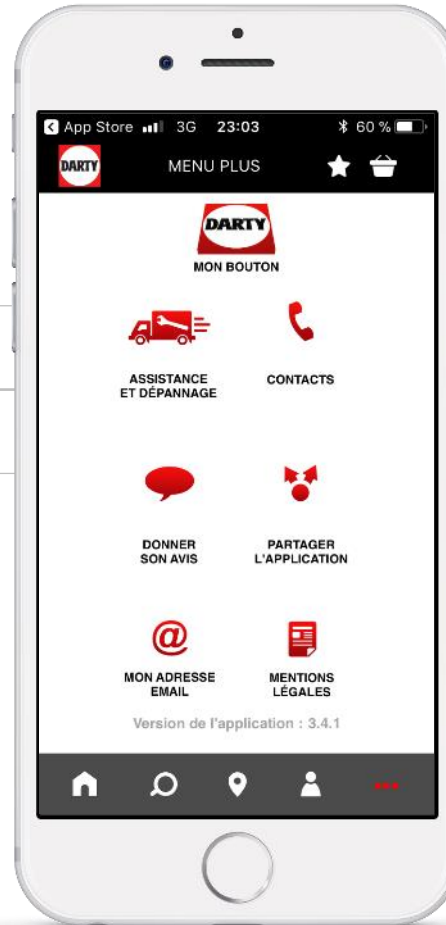 App Store 3G 23:03 60 %
DARTY MENU PLUS
DARTY
MON BOUTON
ASSISTANCE
ET DÉPANNAGE
CONTACTS
DONNER
SON AVIS
PARTAGER
L'APPLICATION
@
MON ADRESSE
EMAIL
MENTIONS
LÉGALES
Version de l'application : 3.4.1